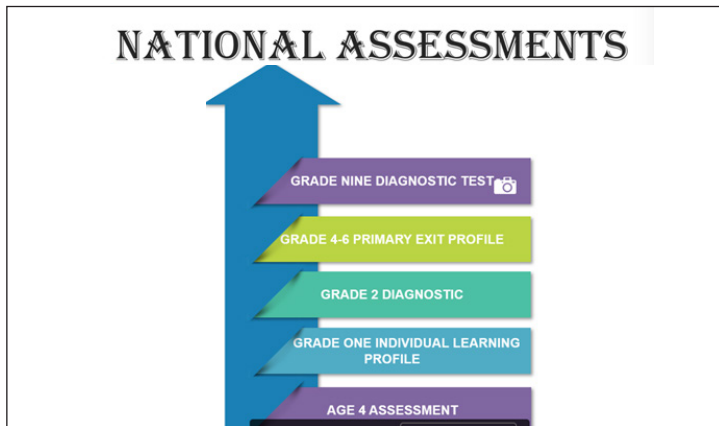 NATIONAL ASSESSMENTS
GRADE NINE DIAGNOSTIC TEST
GRADE 4-6 PRIMARY EXIT PROFILE
GRADE 2 DIAGNOSTIC
GRADE ONE INDIVIDUAL LEARNING
PROFILE
AGE 4 ASSESSMENT